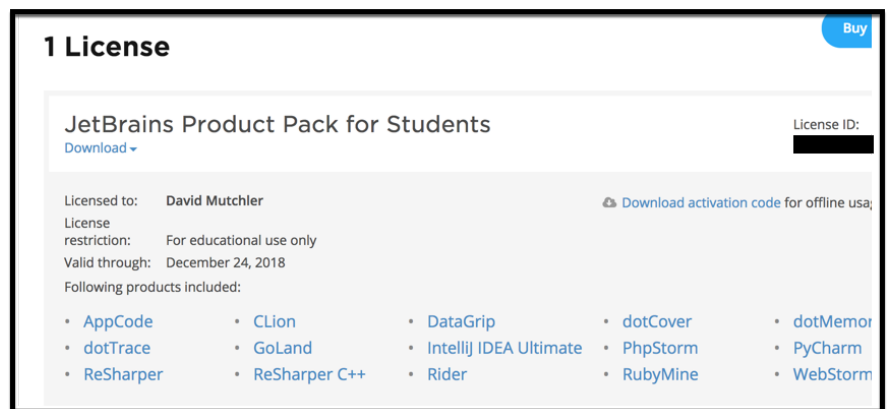 Buy
1 License
JetBrains Product Pack for Students
License ID:
Download
Licensed to: David Mutchler
Download activation code for offline
License
restriction: For educational use only
Valid through: December 24, 2018
Following products included:
• AppCode • CLion • DataGrip • dotCover •
• dotTrace • GoLand • IntelliJ IDEA Ultimate • PhpStorm • PyCharm
• ReSharper • ReSharper C++ • Rider • RubyMine • WebStorm